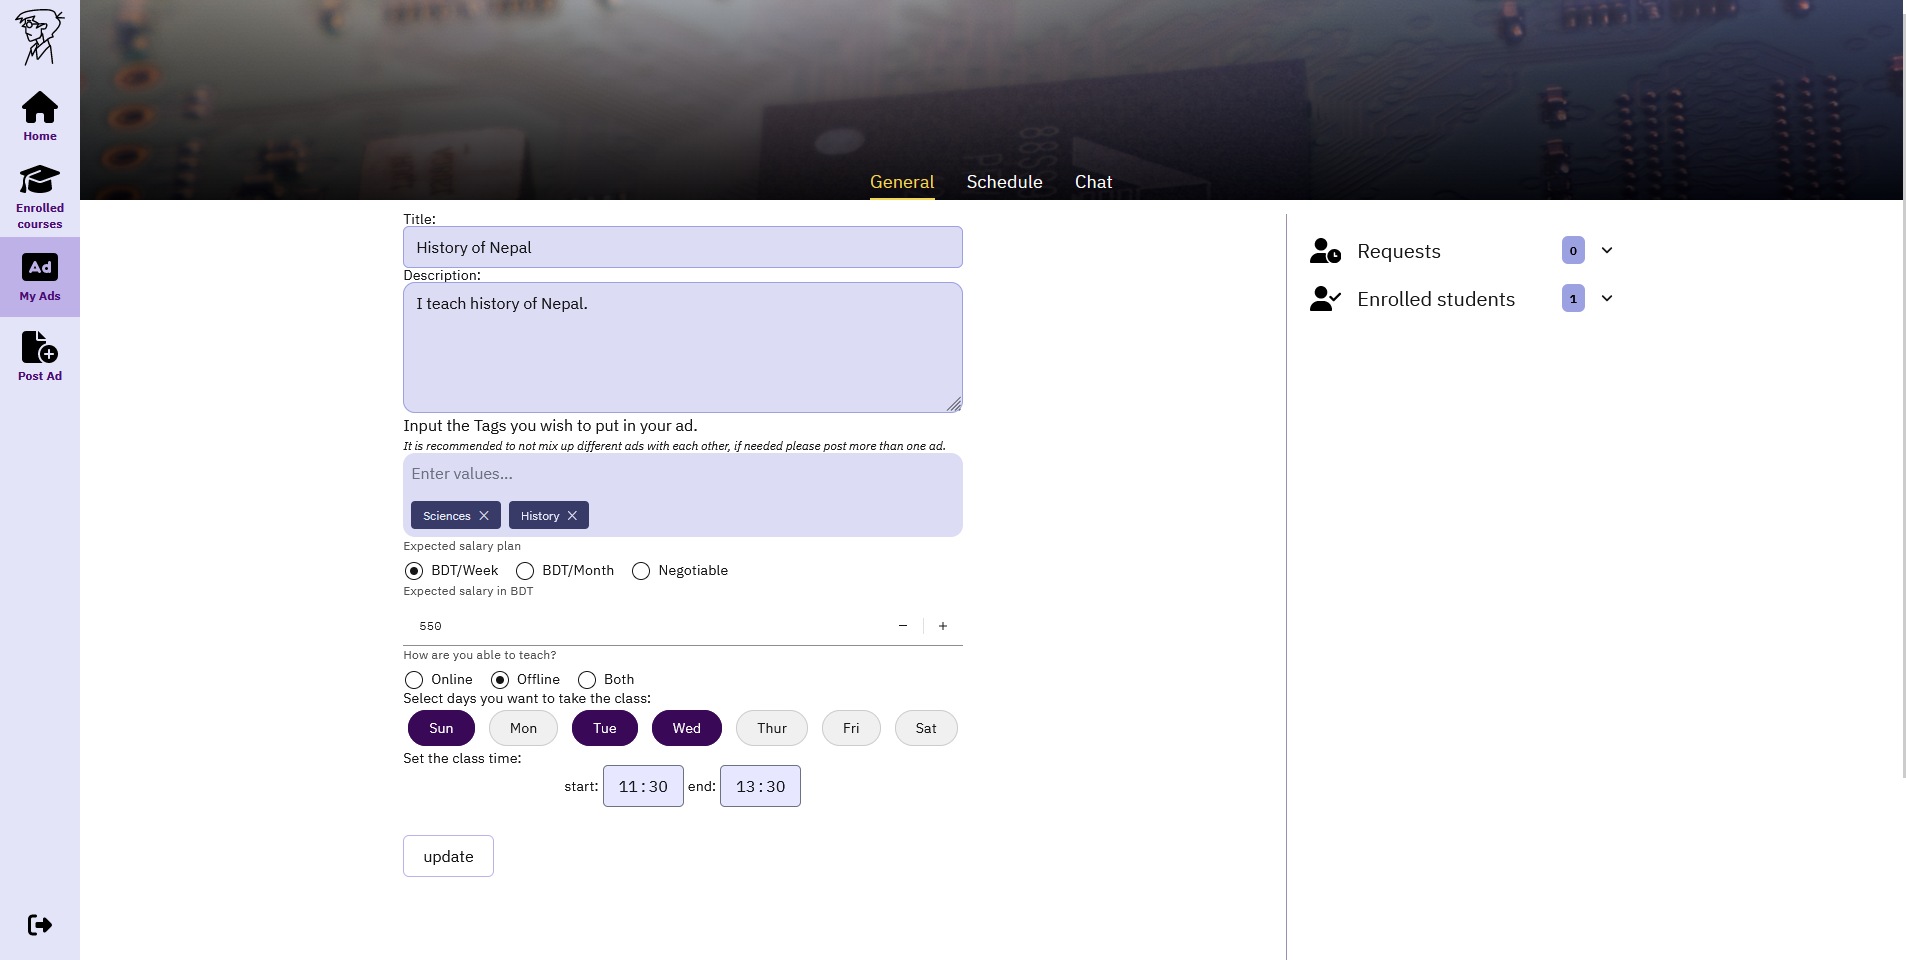 Home
Enrolled
courses
Ad
My Ads
Post Ad
General Schedule Chat
Title:
History of Nepal
Description:
I teach history of Nepal.
Input the Tags you wish to put in your ad.
It is recommended to not mix up different ads with each other, if needed please post more than one ad.
Enter values...
Sciences History
Expected salary plan
BDT/Week BDT/Month Negotiable
Expected salary in BDT
550 − +
How are you able to teach?
Online Offline Both
Select days you want to take the class:
Sun Mon Tue Wed Thur Fri Sat
Set the class time:
start: 11:30 end: 13:30
update
Requests 0
Enrolled students 1